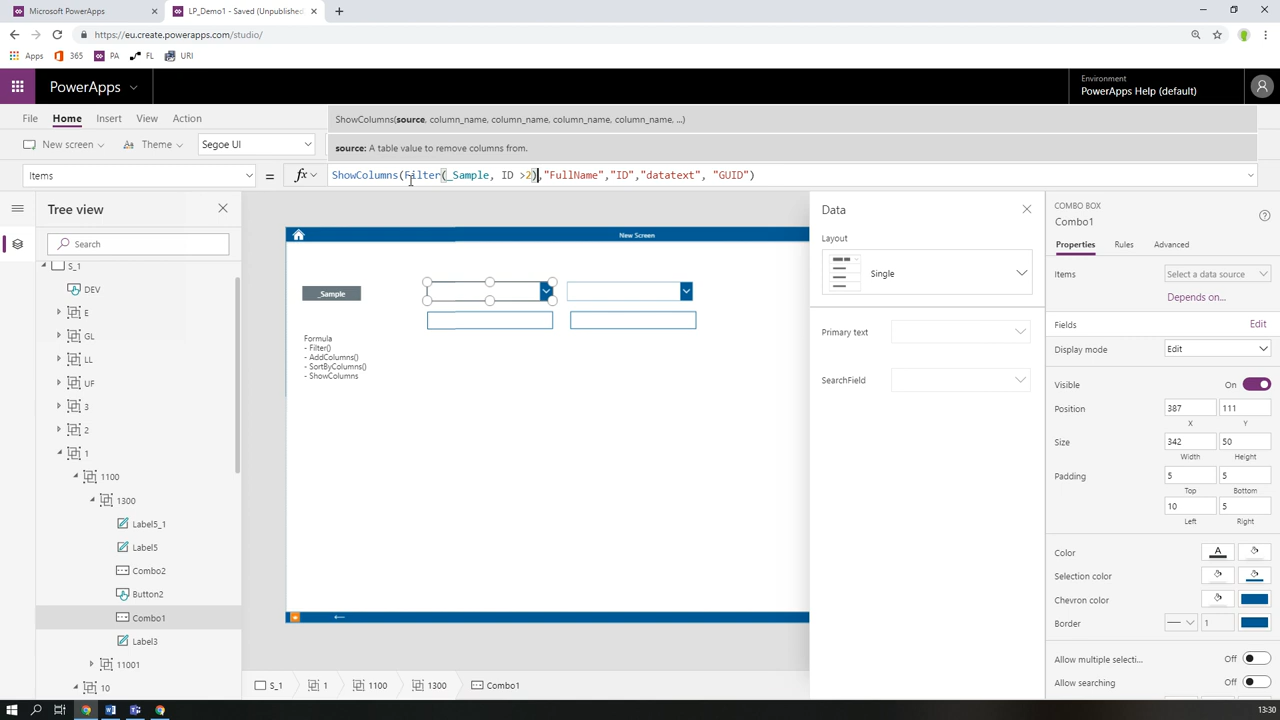 Microsoft PowerApps
LP_Demo1 - Saved (Unpublished)
https://eu.create.powerapps.com/studio/
Apps
365
PA
FL
URI
PowerApps
Environment
PowerApps Help (default)
File
Home
Insert
View
Action
ShowColumns(source, column_name, column_name, column_name, column_name, ...)
New screen
Theme
Segoe UI
source: A table value to remove columns from.
Items
=
fx
ShowColumns(Filter(_Sample, ID >2),"FullName","ID","datatext", "GUID")
Tree view
Search
S_1
DEV
E
GL
LL
UF
3
2
1
1100
1300
Label5_1
Label5
Combo2
Button2
Combo1
Label3
11001
10
New Screen
_Sample
Formula
- Filter()
- AddColumns()
- SortByColumns()
- ShowColumns
S_1
1
1100
1300
Combo1
Data
Layout
Single
Primary text
SearchField
COMBO BOX
Combo1
Properties
Rules
Advanced
Items
Select a data source
Depends on...
Fields
Edit
Display mode
Edit
Visible
On
Position
387
111
X
Y
Size
342
50
Width
Height
Padding
5
5
Top
Bottom
10
5
Left
Right
Color
A
Selection color
Chevron color
Border
1
Allow multiple selecti...
Off
Allow searching
Off
13:30